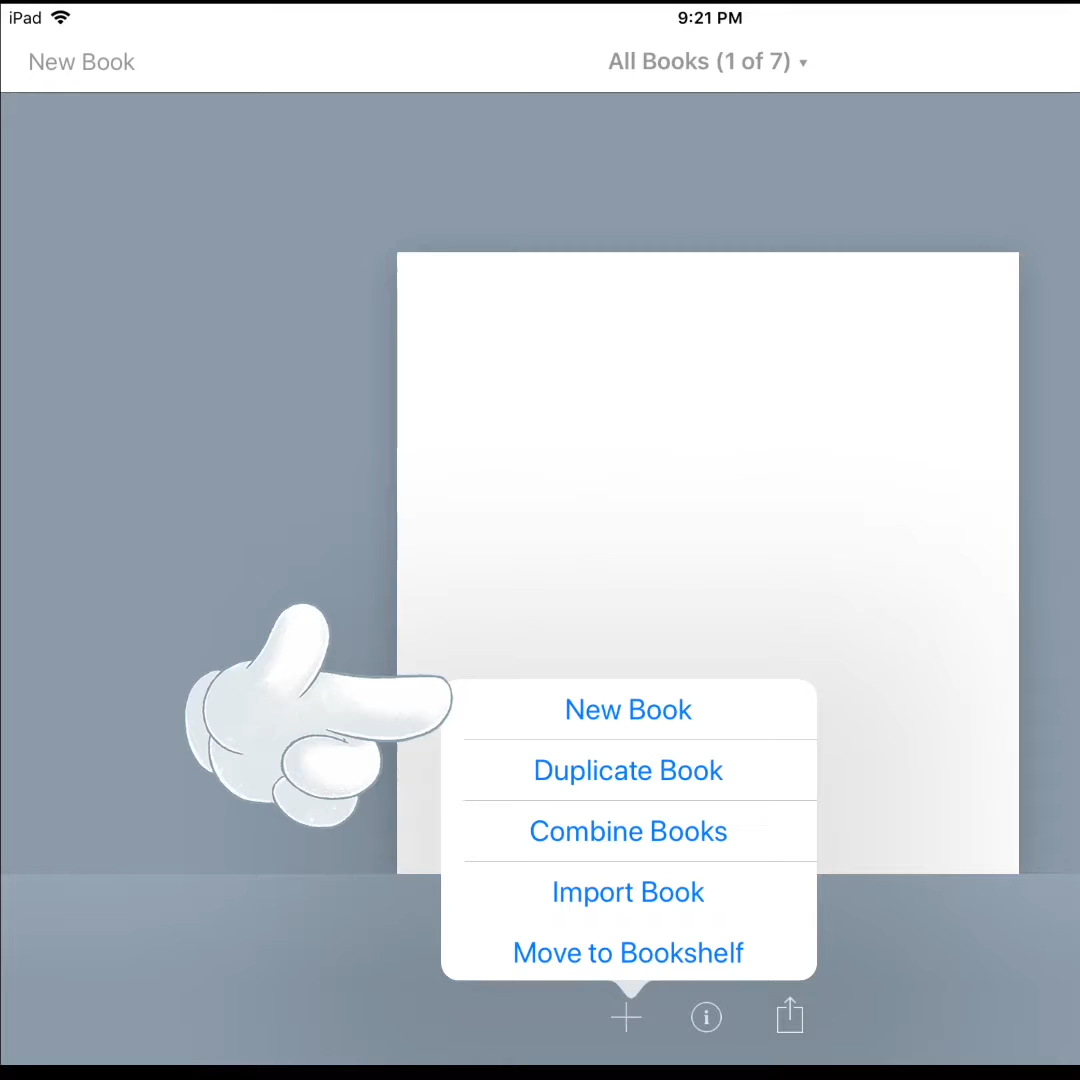 iPad 9:21 PM
New Book All Books (1 of 7) ▾
New Book
Duplicate Book
Combine Books
Import Book
Move to Bookshelf